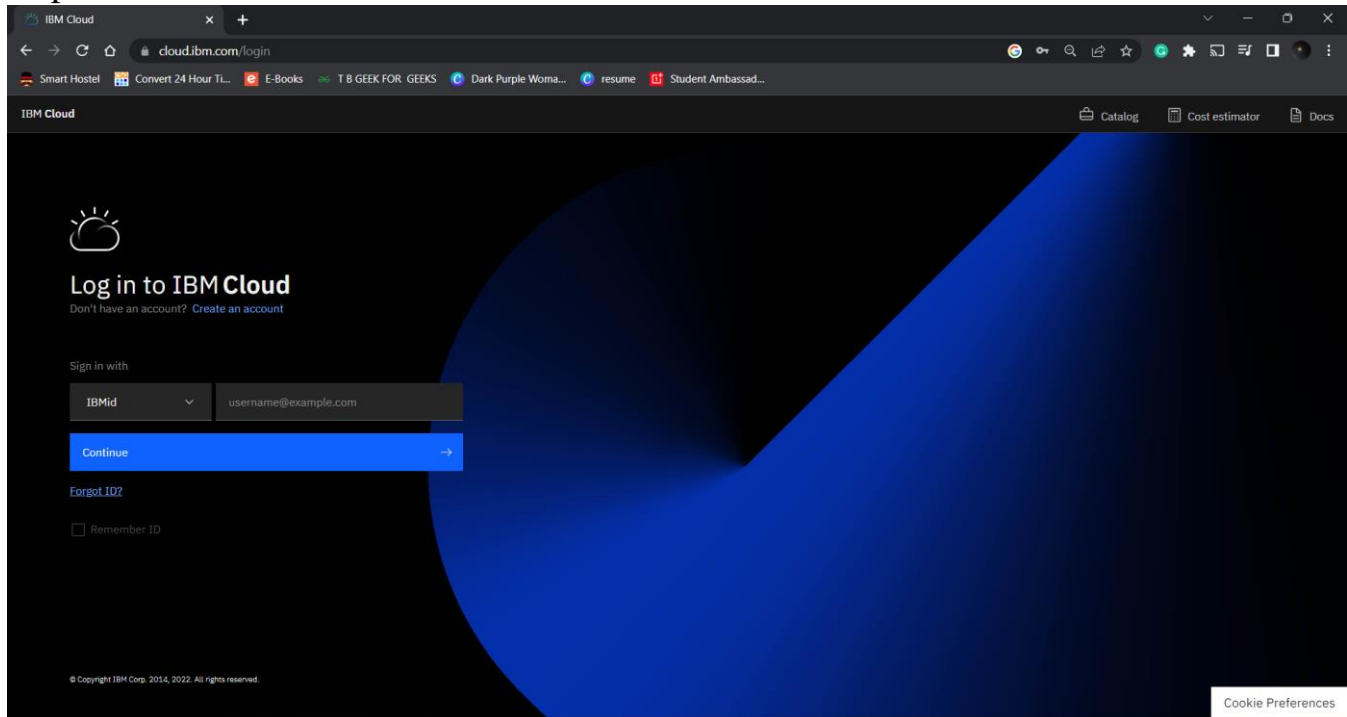 IBM Cloud
cloud.ibm.com/login
Smart Hostel Convert 24 Hour Ti... E-Books T B GEEK FOR GEEKS Dark Purple Woma... resume Student Ambassad...
IBM Cloud Catalog Cost estimator Docs
Log in to IBM Cloud
Don't have an account? Create an account
Sign in with
IBMid username@example.com
Continue
Forgot ID?
Remember ID
© Copyright IBM Corp. 2014, 2022. All rights reserved.
Cookie Preferences